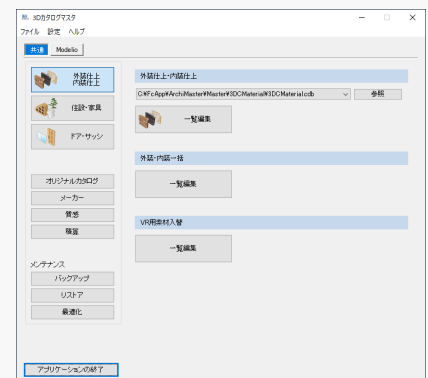 3Dカタログマスタ
ファイル 設定 ヘルプ
共通 Modelio
外装仕上
内装仕上
住設・家具
ドア・サッシ
オリジナルカタログ
メーカー
質感
積算
メンテナンス
バックアップ
リストア
最適化
アプリケーションの終了
外装仕上・内装仕上
C:¥FcApp¥ArchiMaster¥Master¥3DCMaterial¥3DCMaterial.cdb
参照
一覧編集
外装・内装一括
一覧編集
VR用素材入替
一覧編集